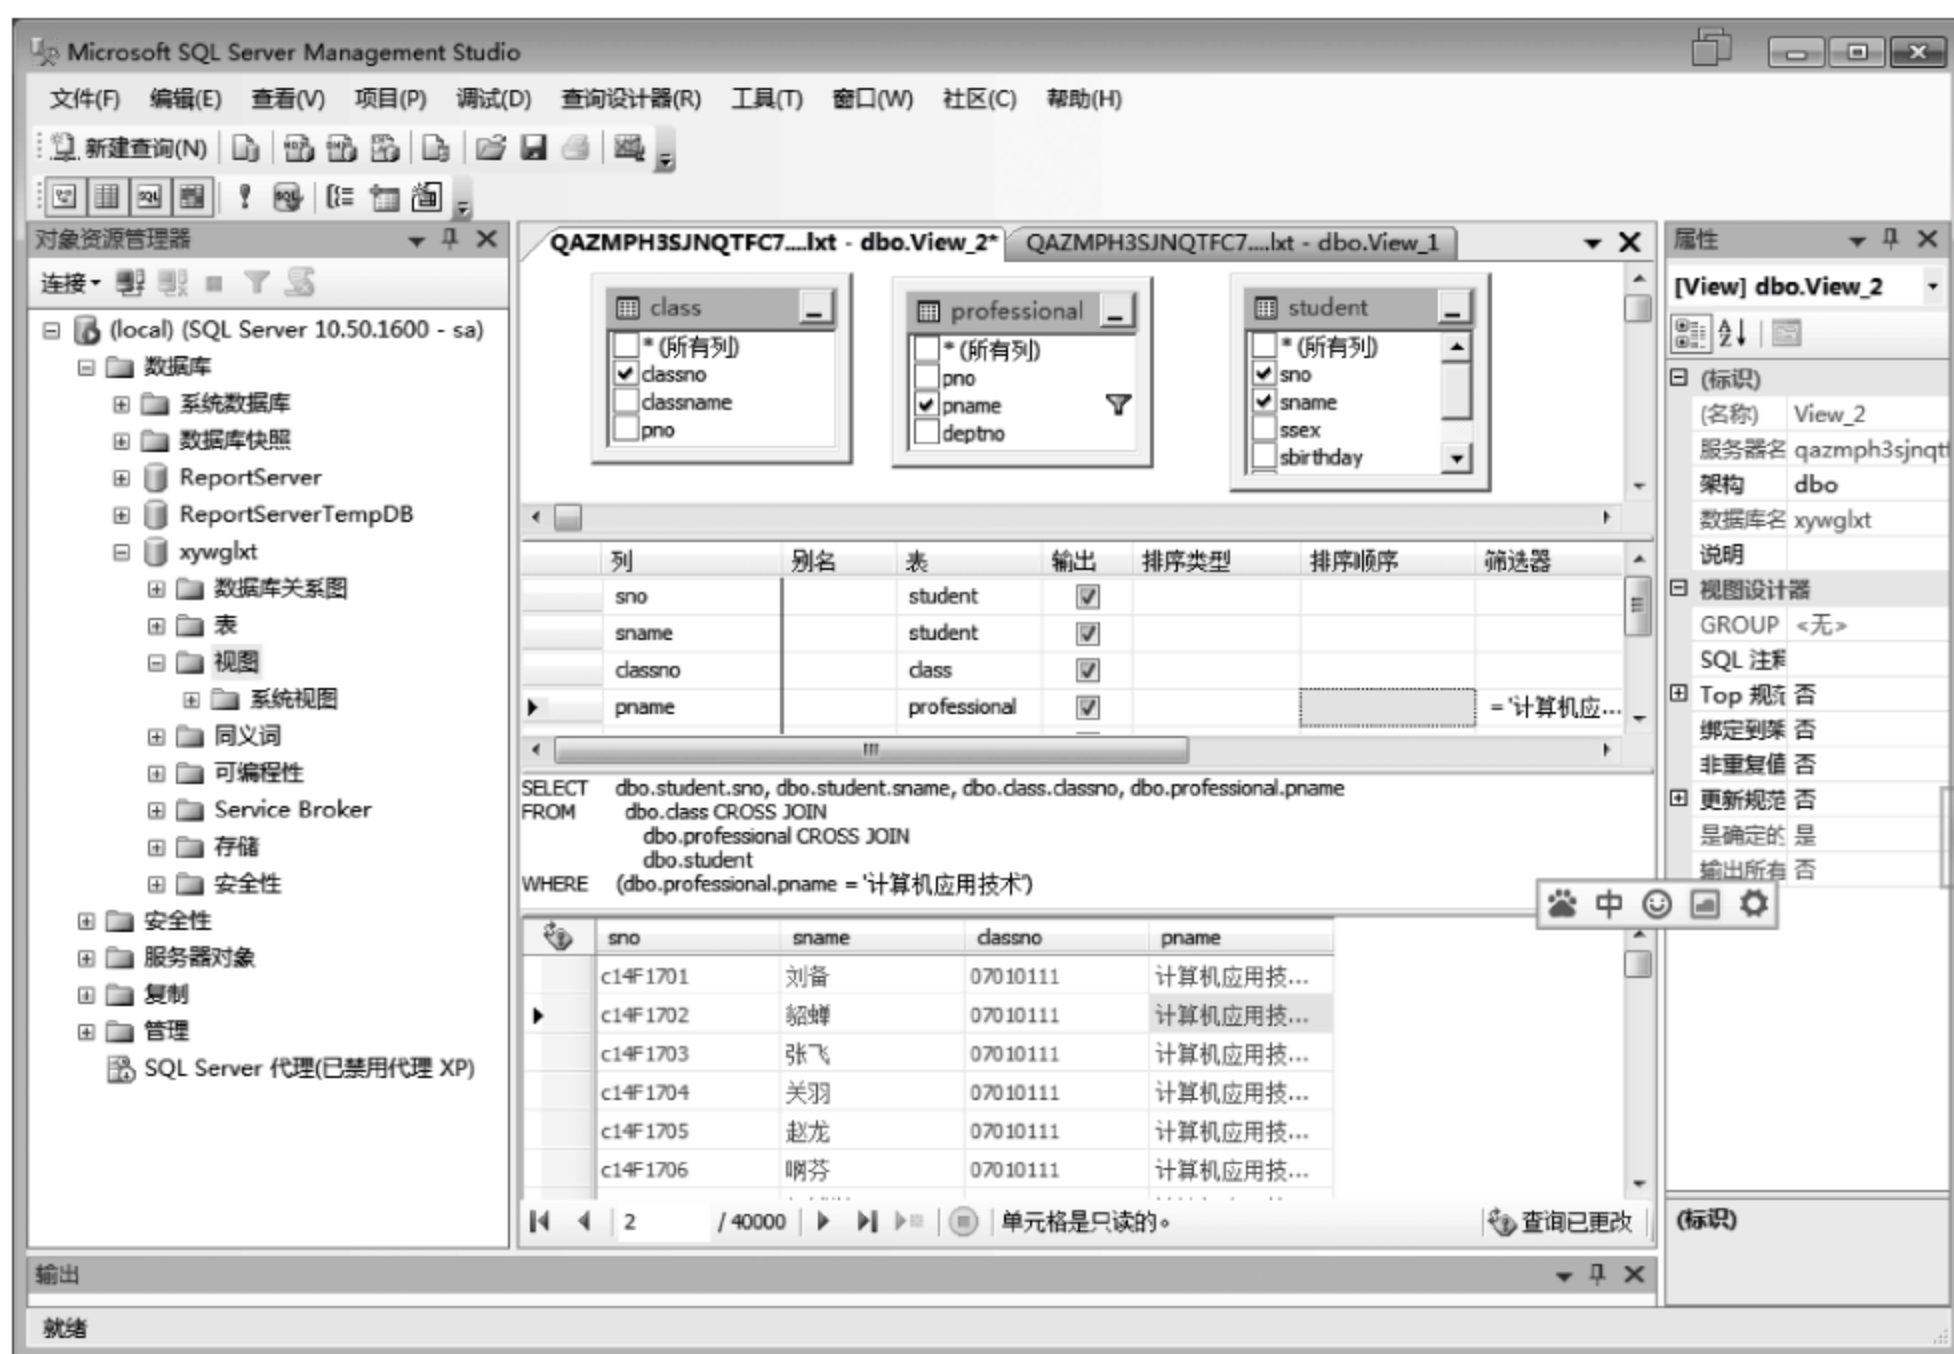 Microsoft SQL Server Management Studio
文件(F) 编辑(E) 查看(V) 项目(P) 调试(D) 查询设计器(R) 工具(T) 窗口(W) 社区(C) 帮助(H)
新建查询(N)
对象资源管理器
连接
(local) (SQL Server 10.50.1600 - sa)
数据库
系统数据库
数据库快照
ReportServer
ReportServerTempDB
xywglxt
数据库关系图
表
视图
系统视图
同义词
可编程性
Service Broker
存储
安全性
安全性
服务器对象
复制
管理
SQL Server 代理(已禁用代理 XP)
QAZMPH3SJNQTFC7....lxt - dbo.View_2* QAZMPH3SJNQTFC7....lxt - dbo.View_1
class
* (所有列)
classno
classname
pno
professional
* (所有列)
pno
pname
deptno
student
* (所有列)
sno
sname
ssex
sbirthday
列 别名 表 输出 排序类型 排序顺序 筛选器
sno student
sname student
classno class
pname professional = '计算机应...
SELECT dbo.student.sno, dbo.student.sname, dbo.class.classno, dbo.professional.pname
FROM dbo.class CROSS JOIN
dbo.professional CROSS JOIN
dbo.student
WHERE (dbo.professional.pname = '计算机应用技术')
sno sname classno pname
c14F1701 刘备 07010111 计算机应用技...
c14F1702 貂蝉 07010111 计算机应用技...
c14F1703 张飞 07010111 计算机应用技...
c14F1704 关羽 07010111 计算机应用技...
c14F1705 赵龙 07010111 计算机应用技...
c14F1706 啊芬 07010111 计算机应用技...
2 / 40000 单元格是只读的。 查询已更改
属性
[View] dbo.View_2
(标识)
(名称) View_2
服务器名 qazmph3sjnqt
架构 dbo
数据库名 xywglxt
说明
视图设计器
GROUP <无>
SQL 注释
Top 规范 否
绑定到架 否
非重复值 否
更新规范 否
是确定的 是
输出所有 否
中
(标识)
输出
就绪